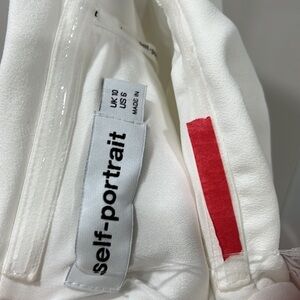 UK 10
US 6
MADE IN
self-portrait